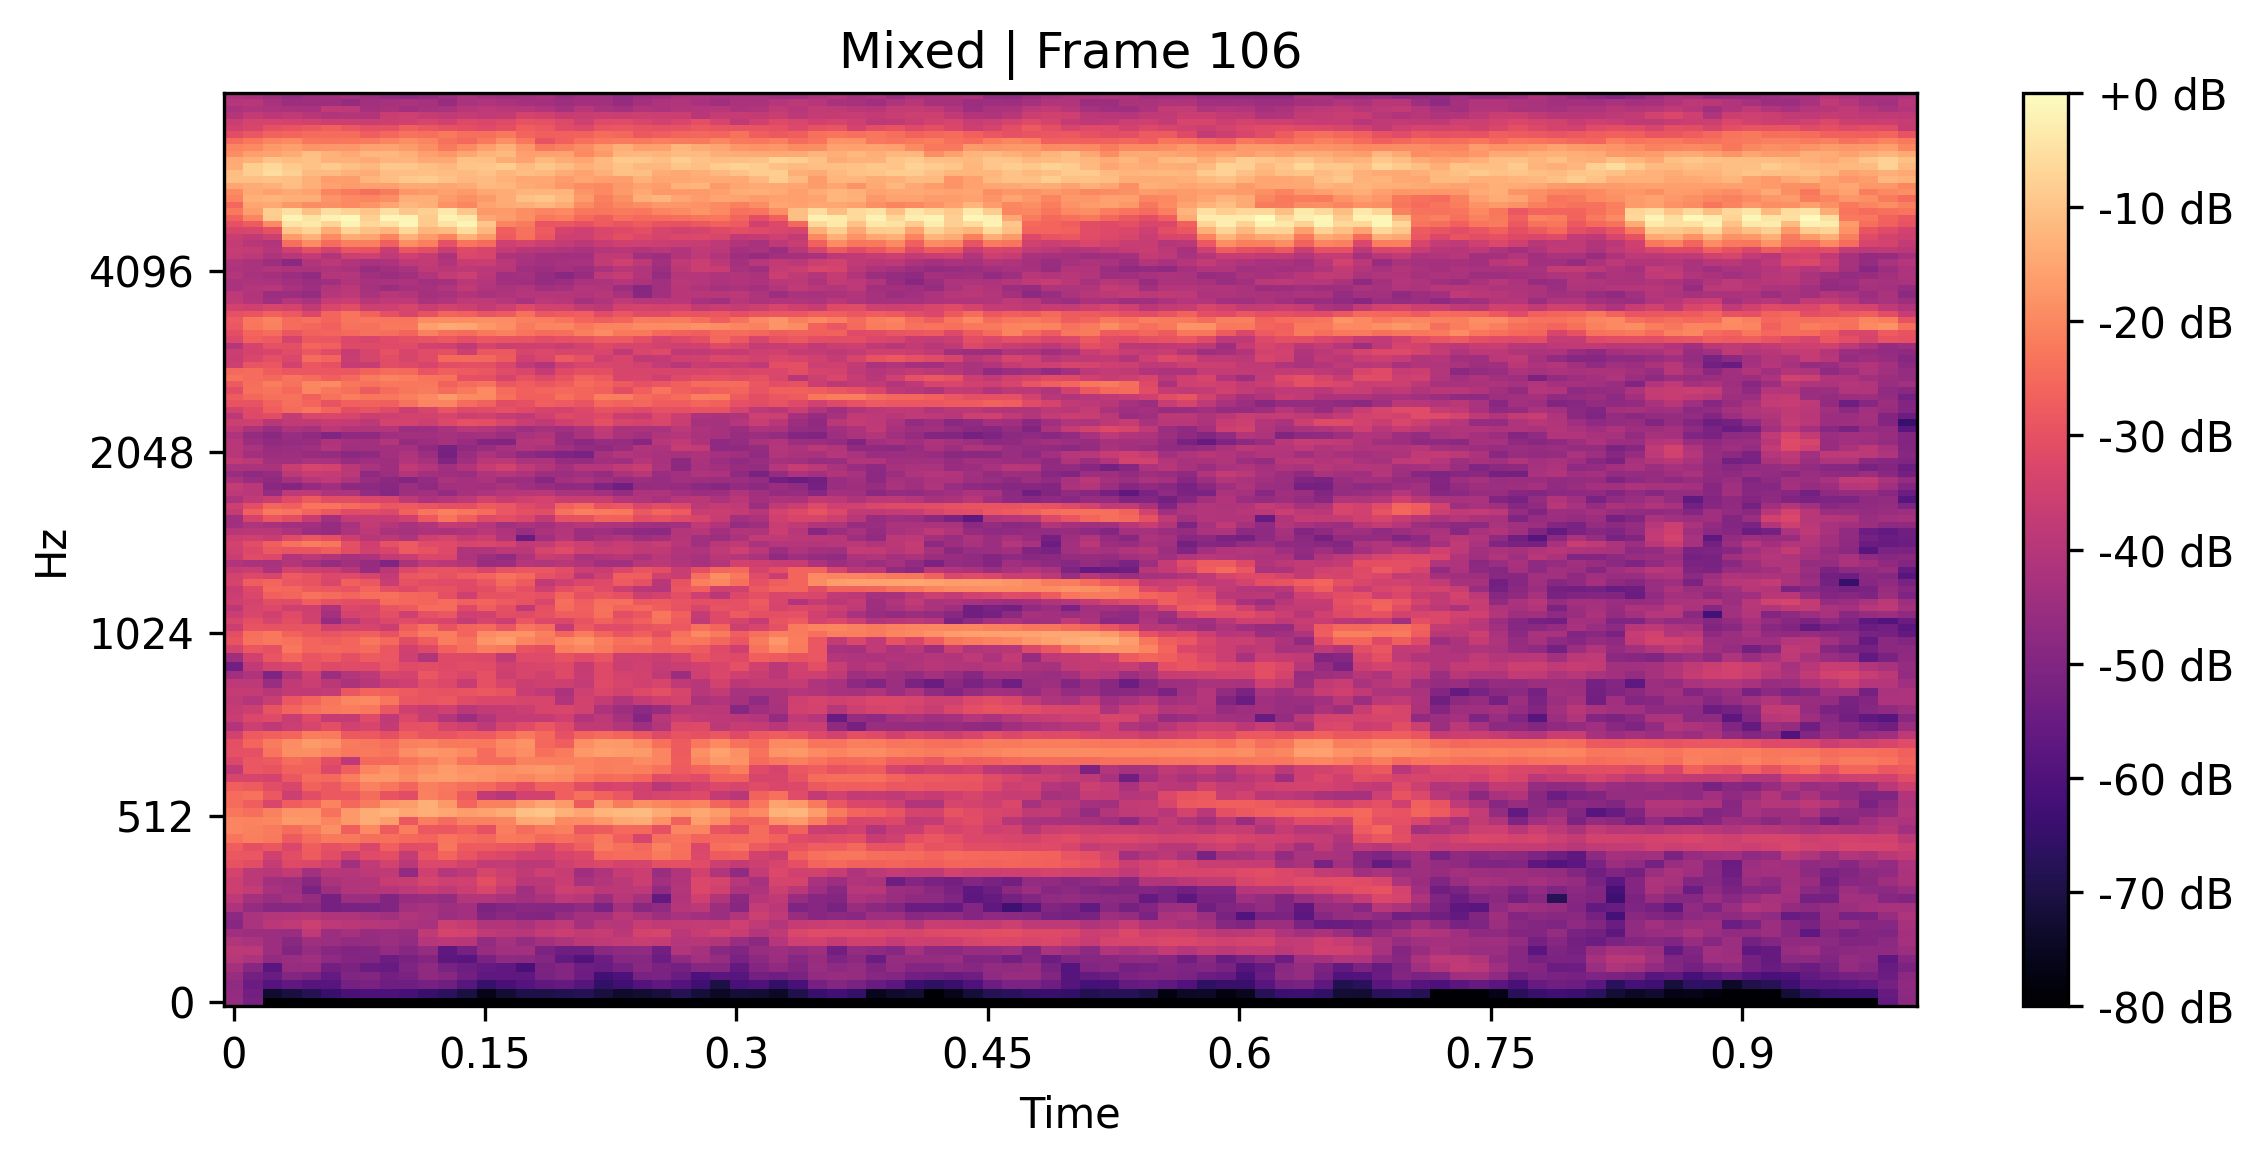 Mixed | Frame 106
+0 dB
-10 dB
-20 dB
-30 dB
-40 dB
-50 dB
-60 dB
-70 dB
-80 dB
Hz
4096
2048
1024
512
0
0 0.15 0.3 0.45 0.6 0.75 0.9
Time